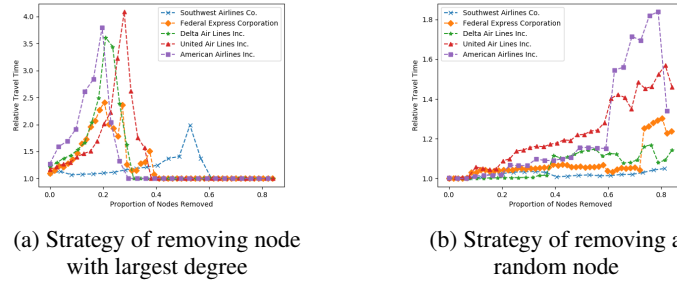 Southwest Airlines Co.
Federal Express Corporation
Delta Air Lines Inc.
United Air Lines Inc.
American Airlines Inc.
Relative Travel Time
4.0
3.5
3.0
2.5
2.0
1.5
1.0
0.0 0.2 0.4 0.6 0.8
Proportion of Nodes Removed
(a) Strategy of removing node
with largest degree
Southwest Airlines Co.
Federal Express Corporation
Delta Air Lines Inc.
United Air Lines Inc.
American Airlines Inc.
Relative Travel Time
1.8
1.6
1.4
1.2
1.0
0.0 0.2 0.4 0.6 0.8
Proportion of Nodes Removed
(b) Strategy of removing a
random node